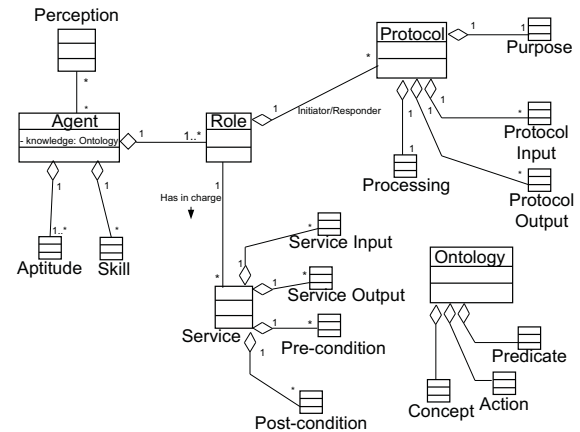 Perception
*
*
Agent
- knowledge: Ontology
1
1..*
1
1
1..*
*
Aptitude
Skill
Role
1
Initiator/Responder
*
Protocol
1
1
Purpose
1
1
1
1
Processing
*
Protocol
Input
*
Protocol
Output
1
Has in charge
*
Service
1
*
Service Input
1
*
Service Output
1
*
Pre-condition
1
*
Post-condition
Ontology
Concept
Action
Predicate